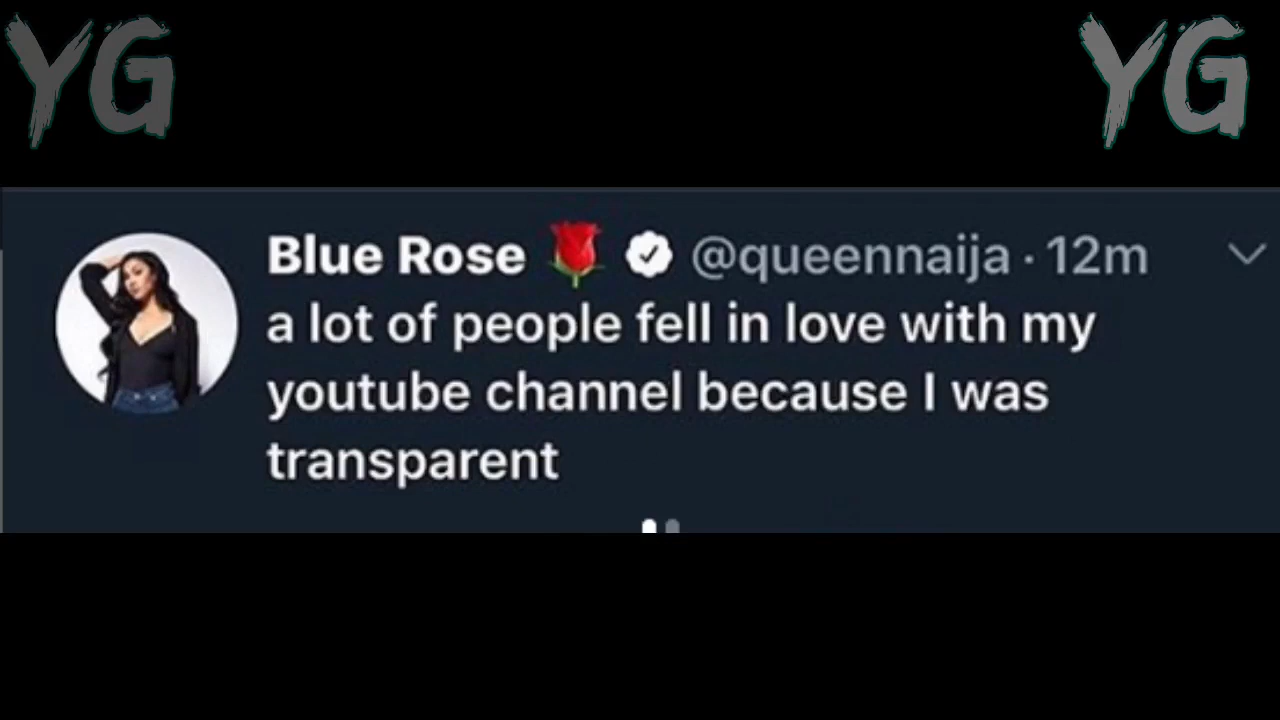 YG YG
Blue Rose 🌹 @queennaija · 12m
a lot of people fell in love with my
youtube channel because I was
transparent